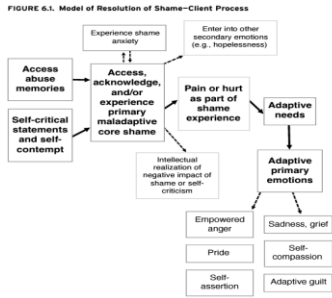 FIGURE 6.1. Model of Resolution of Shame–Client Process
Experience shame
anxiety
Enter into other
secondary emotions
(e.g., hopelessness)
Access
abuse
memories
Access,
acknowledge,
and/or
experience
primary
maladaptive
core shame
Pain or hurt
as part of
shame
experience
Adaptive
needs
Self-critical
statements
and self-
contempt
Intellectual
realization of
negative impact of
shame or self-
criticism
Adaptive
primary
emotions
Empowered
anger
Sadness, grief
Pride
Self-
compassion
Self-
assertion
Adaptive guilt